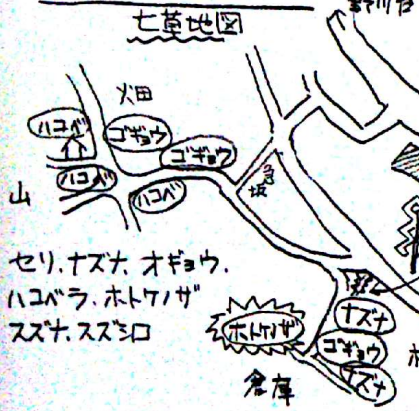 七草地図
畑
ハコベ
ゴギョウ
ゴギョウ
ハコベ
ハコベ
急坂
山
セリ、ナズナ、オギョウ、
ハコベラ、ホトケノザ
スズナ、スズシロ
ホトケノザ
ナズナ
ゴギョウ
ナズナ
倉庫